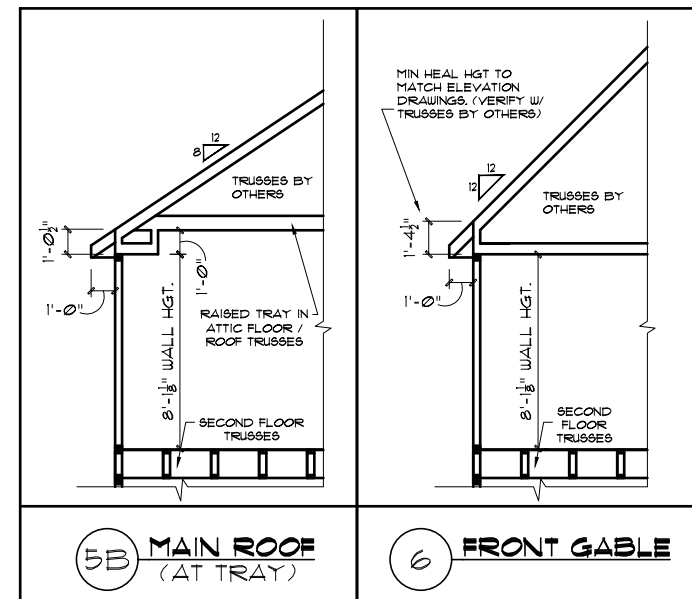 12
8
TRUSSES BY
OTHERS
1'-0½"
1'-0"
1'-0"
RAISED TRAY IN
ATTIC FLOOR /
ROOF TRUSSES
8'-1⅛" WALL HGT.
SECOND FLOOR
TRUSSES
5B
MAIN ROOF
(AT TRAY)
MIN HEAL HGT TO
MATCH ELEVATION
DRAWINGS. (VERIFY W/
TRUSSES BY OTHERS)
12
12
TRUSSES BY
OTHERS
1'-4½"
1'-0"
8'-1⅛" WALL HGT.
SECOND
FLOOR
TRUSSES
6
FRONT GABLE